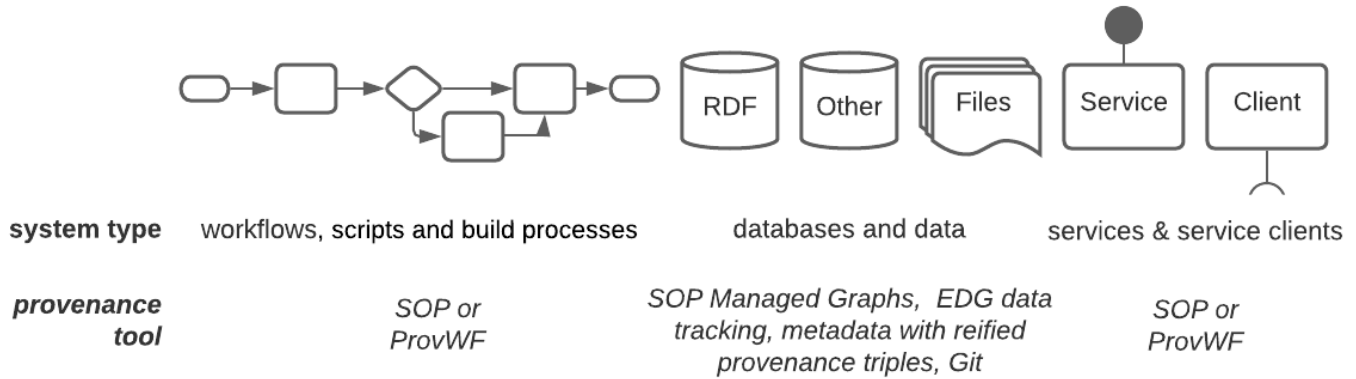 RDF
Other
Files
Service
Client
system type
workflows, scripts and build processes
databases and data
services & service clients
provenance
tool
SOP or
ProvWF
SOP Managed Graphs, EDG data
tracking, metadata with reified
provenance triples, Git
SOP or
ProvWF